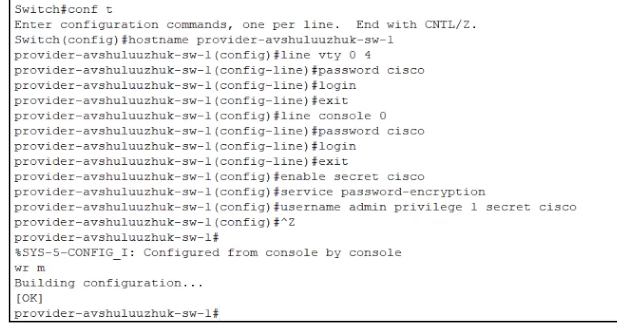 Switch#conf t
Enter configuration commands, one per line.  End with CNTL/Z.
Switch(config)#hostname provider-avshuluuzhuk-sw-1
provider-avshuluuzhuk-sw-1(config)#line vty 0 4
provider-avshuluuzhuk-sw-1(config-line)#password cisco
provider-avshuluuzhuk-sw-1(config-line)#login
provider-avshuluuzhuk-sw-1(config-line)#exit
provider-avshuluuzhuk-sw-1(config)#line console 0
provider-avshuluuzhuk-sw-1(config-line)#password cisco
provider-avshuluuzhuk-sw-1(config-line)#login
provider-avshuluuzhuk-sw-1(config-line)#exit
provider-avshuluuzhuk-sw-1(config)#enable secret cisco
provider-avshuluuzhuk-sw-1(config)#service password-encryption
provider-avshuluuzhuk-sw-1(config)#username admin privilege 1 secret cisco
provider-avshuluuzhuk-sw-1(config)#^Z
provider-avshuluuzhuk-sw-1#
%SYS-5-CONFIG_I: Configured from console by console
wr m
Building configuration...
[OK]
provider-avshuluuzhuk-sw-1#